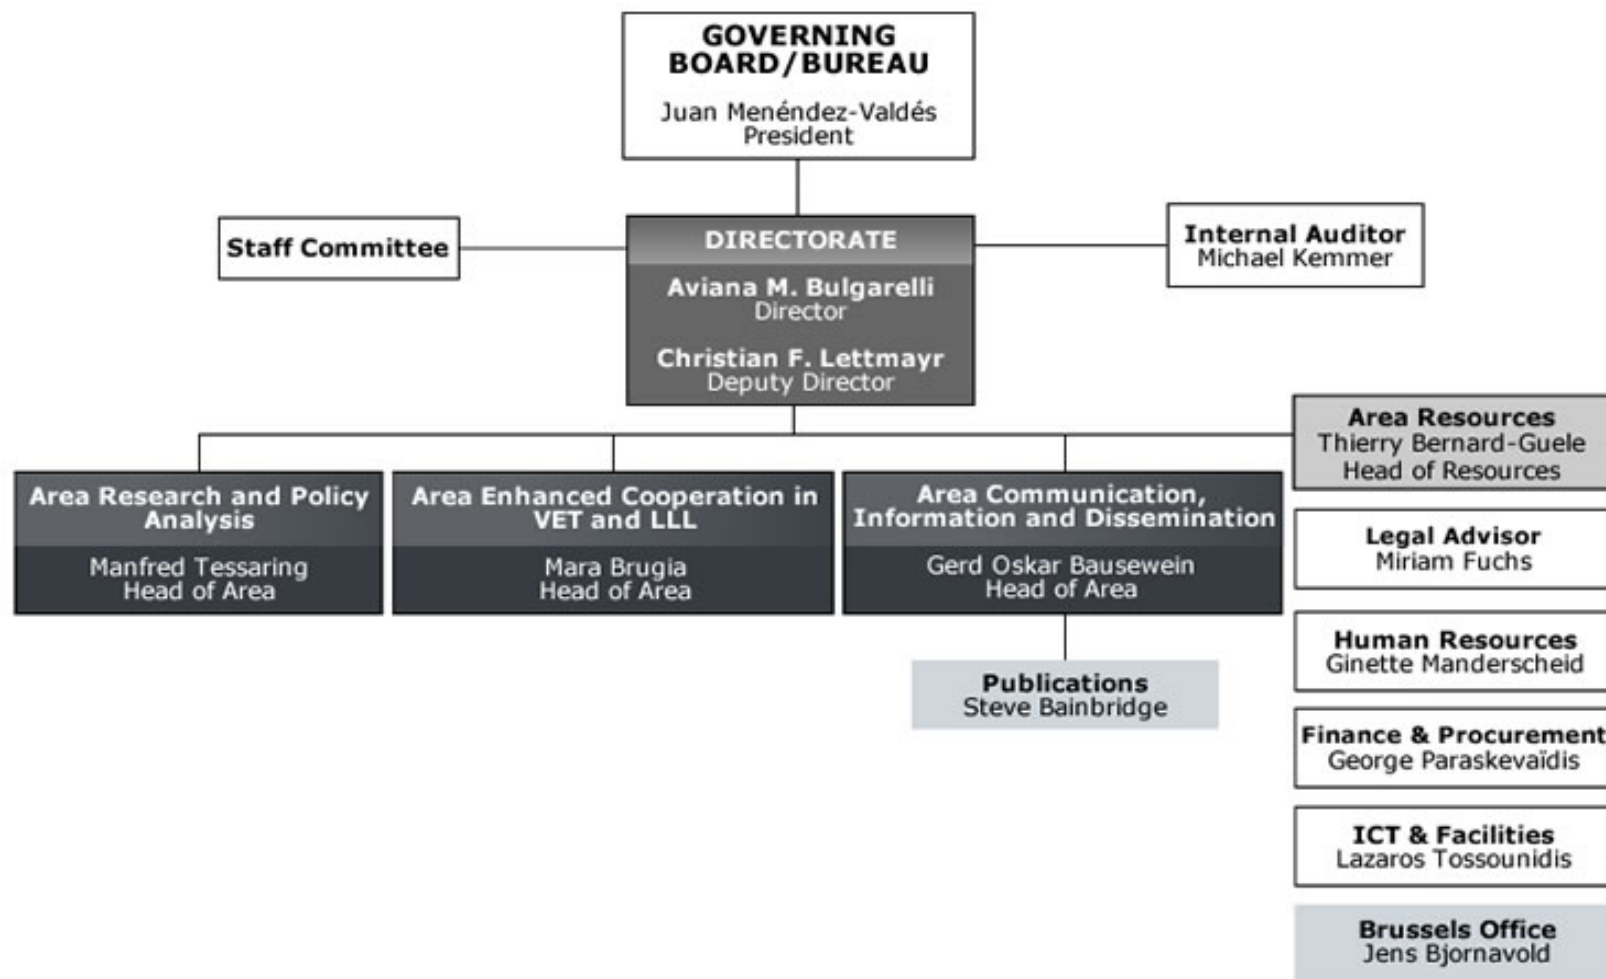 GOVERNING
BOARD/BUREAU
Juan Menéndez-Valdés
President
Staff Committee
DIRECTORATE
Aviana M. Bulgarelli
Director
Christian F. Lettmayr
Deputy Director
Internal Auditor
Michael Kemmer
Area Research and Policy
Analysis
Manfred Tessaring
Head of Area
Area Enhanced Cooperation in
VET and LLL
Mara Brugia
Head of Area
Area Communication,
Information and Dissemination
Gerd Oskar Bausewein
Head of Area
Publications
Steve Bainbridge
Area Resources
Thierry Bernard-Guele
Head of Resources
Legal Advisor
Miriam Fuchs
Human Resources
Ginette Manderscheid
Finance & Procurement
George Paraskevaïdis
ICT & Facilities
Lazaros Tossounidis
Brussels Office
Jens Bjornavold